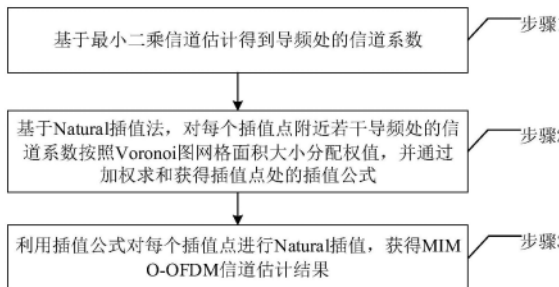 基于最小二乘信道估计得到导频处的信道系数
步骤
基于Natural插值法，对每个插值点附近若干导频处的信
道系数按照Voronoi图网格面积大小分配权值，并通过
加权求和获得插值点处的插值公式
步骤2
利用插值公式对每个插值点进行Natural插值，获得MIM
O-OFDM信道估计结果
步骤3